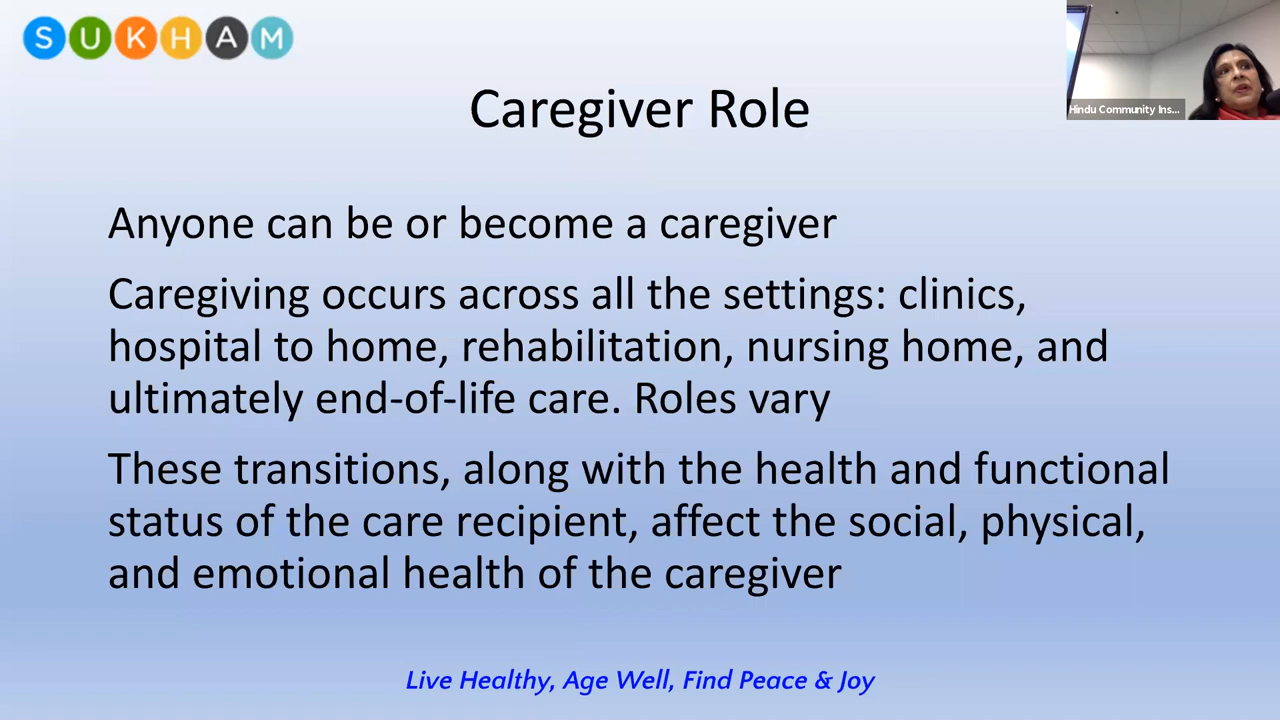 SUKHAM
Hindu Community Ins...
Caregiver Role
Anyone can be or become a caregiver
Caregiving occurs across all the settings: clinics,
hospital to home, rehabilitation, nursing home, and
ultimately end-of-life care. Roles vary
These transitions, along with the health and functional
status of the care recipient, affect the social, physical,
and emotional health of the caregiver
Live Healthy, Age Well, Find Peace & Joy